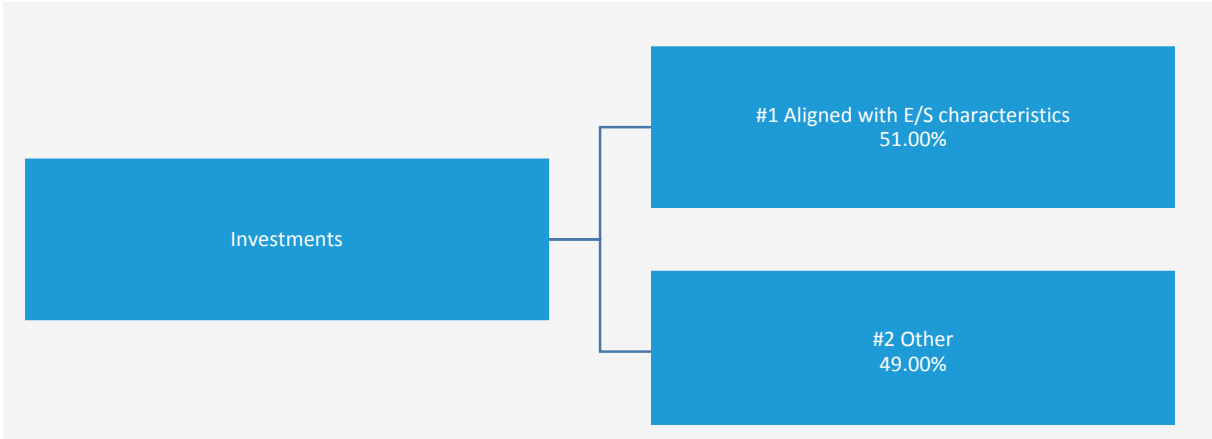 Investments
#1 Aligned with E/S characteristics
51.00%
#2 Other
49.00%